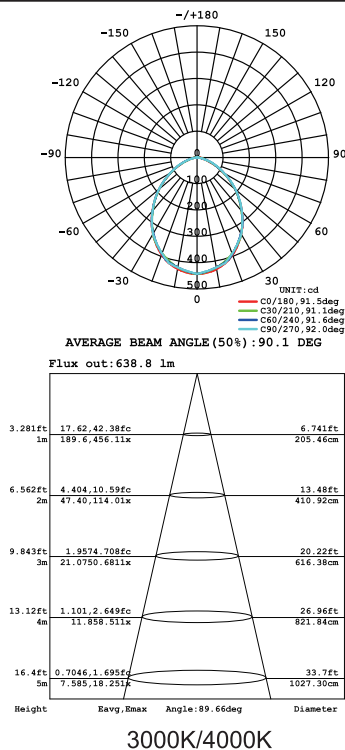 -/+180
-150 150
-120 120
-90 90
-60 60
-30 30
0
0
100
200
300
400
500
UNIT:cd
C0/180,91.5deg
C30/210,91.1deg
C60/240,91.6deg
C90/270,92.0deg
AVERAGE BEAM ANGLE(50%):90.1 DEG
Flux out:638.8 lm
3.281ft 17.62,42.38fc 6.741ft
1m 189.6,456.11x 205.46cm
6.562ft 4.404,10.59fc 13.48ft
2m 47.40,114.01x 410.92cm
9.843ft 1.9574.708fc 20.22ft
3m 21.0750.6811x 616.38cm
13.12ft 1.101,2.649fc 26.96ft
4m 11.858.511x 821.84cm
16.4ft 0.7046,1.695fc 33.7ft
5m 7.585,18.251x 1027.30cm
Height Eavg,Emax Angle:89.66deg Diameter
3000K/4000K